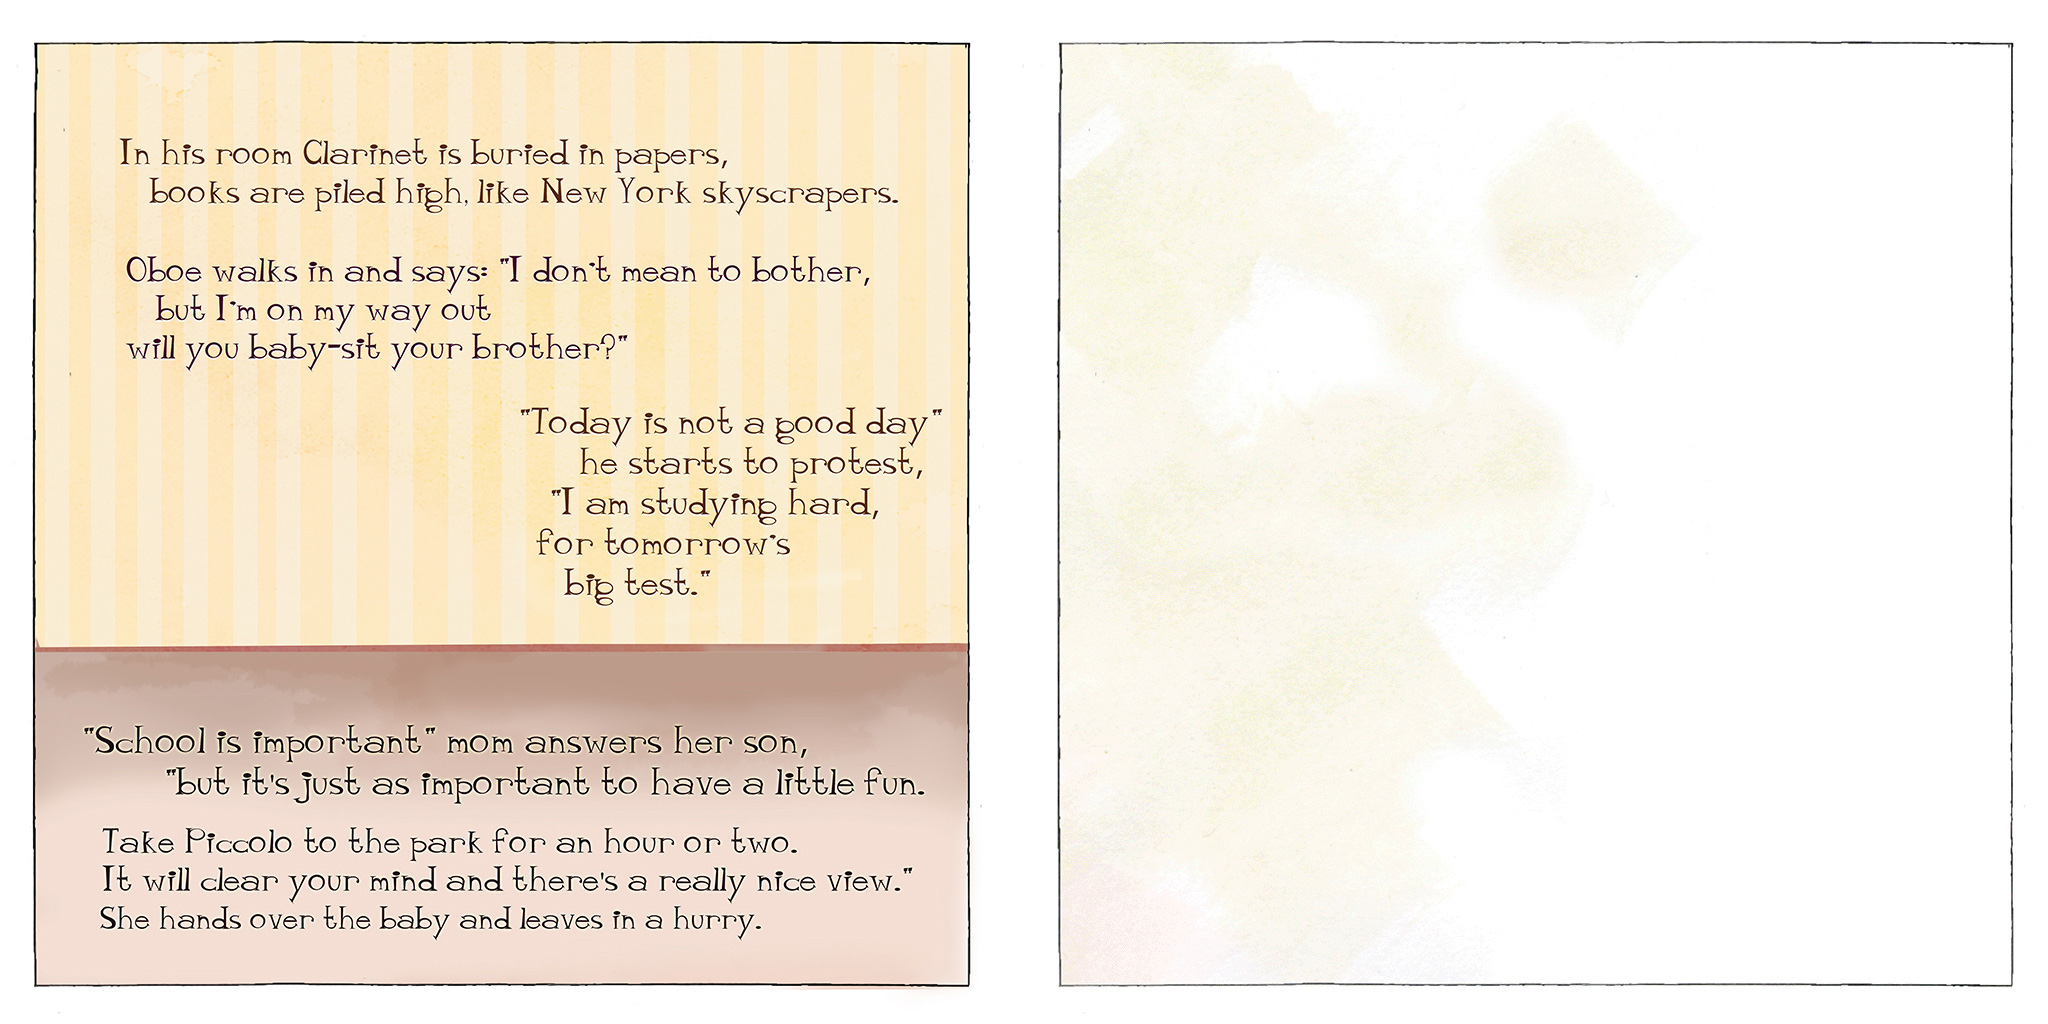 In his room Clarinet is buried in papers,
books are piled high, like New York skyscrapers.
Oboe walks in and says: "I don't mean to bother,
but I'm on my way out
will you baby-sit your brother?"
"Today is not a good day"
he starts to protest,
"I am studying hard,
for tomorrow's
big test."
"School is important" mom answers her son,
"but it's just as important to have a little fun.
Take Piccolo to the park for an hour or two.
It will clear your mind and there's a really nice view."
She hands over the baby and leaves in a hurry.